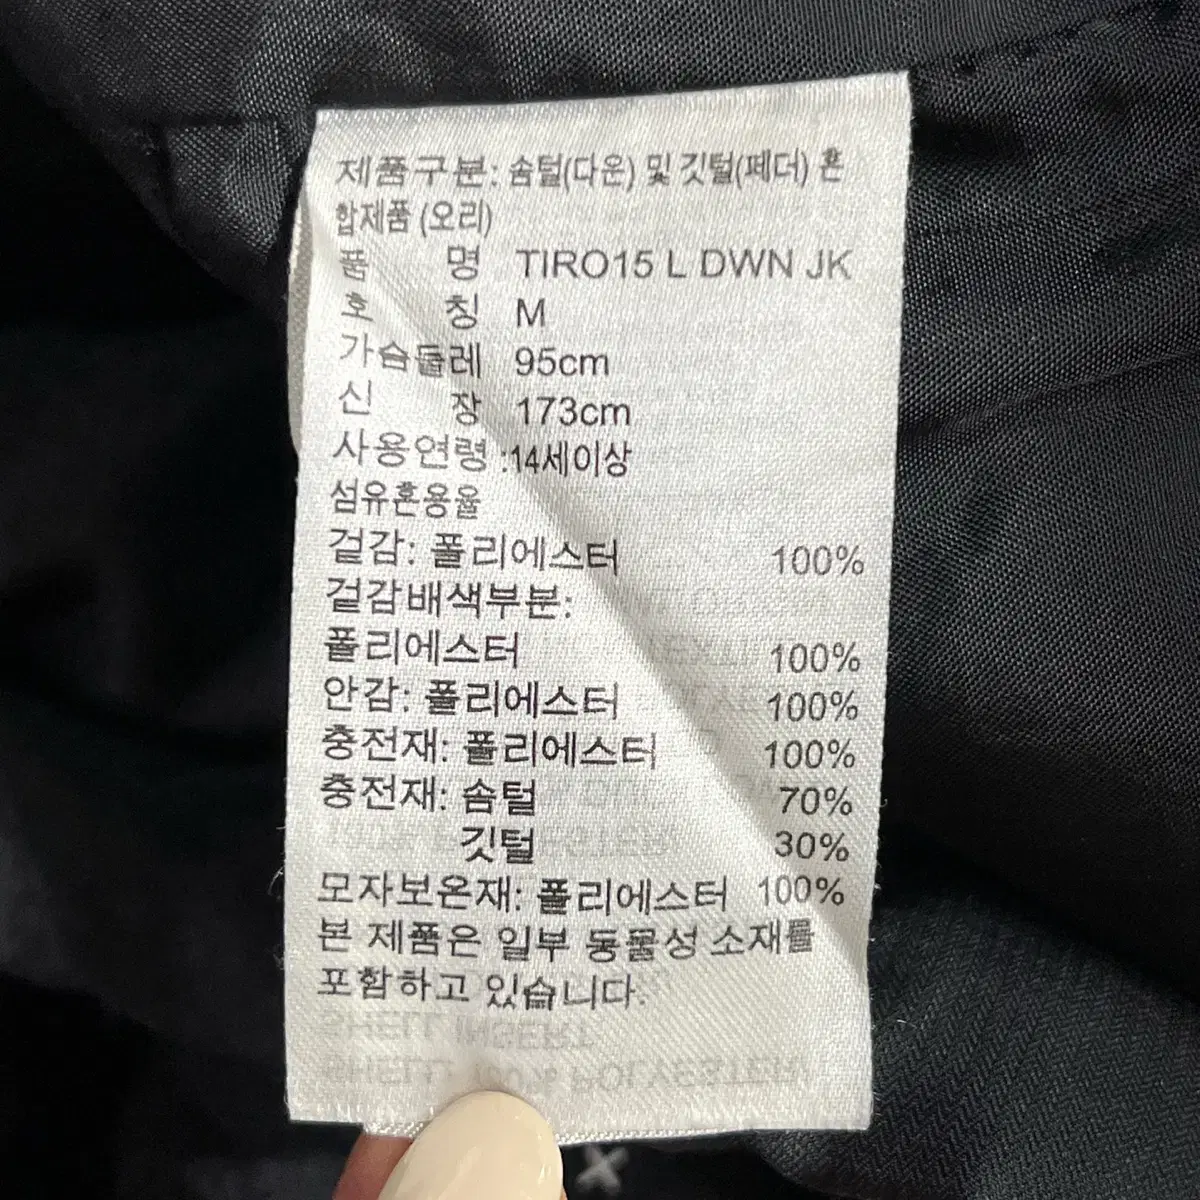 제품구분: 솜털(다운) 및 깃털(페더) 혼
합제품 (오리)
품 명 TIRO15 L DWN JK
호 칭 M
가슴둘레 95cm
신 장 173cm
사용연령 :14세이상
섬유혼용율
겉감: 폴리에스터 100%
겉감배색부분:
폴리에스터 100%
안감: 폴리에스터 100%
충전재: 폴리에스터 100%
충전재: 솜털 70%
깃털 30%
모자보온재: 폴리에스터 100%
본 제품은 일부 동물성 소재를
포함하고 있습니다.
SHELL INSERT
SHELL: 100% POLYESTER